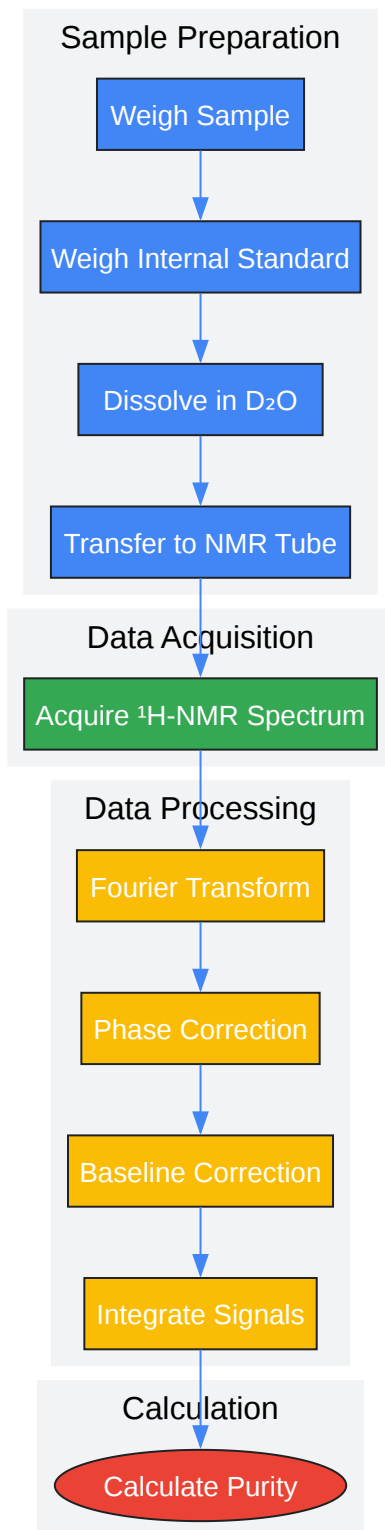 Sample Preparation
Weigh Sample
Weigh Internal Standard
Dissolve in D₂O
Transfer to NMR Tube
Data Acquisition
Acquire ¹H-NMR Spectrum
Data Processing
Fourier Transform
Phase Correction
Baseline Correction
Integrate Signals
Calculation
Calculate Purity